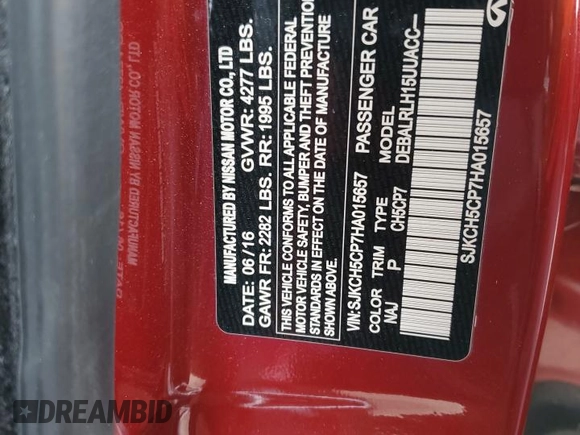 MANUFACTURED BY NISSAN MOTOR CO., LTD
DATE: 06/16 GVWR: 4277 LBS.
GAWR FR: 2282 LBS. RR: 1995 LBS.
THIS VEHICLE CONFORMS TO ALL APPLICABLE FEDERAL
MOTOR VEHICLE SAFETY, BUMPER AND THEFT PREVENTION
STANDARDS IN EFFECT ON THE DATE OF MANUFACTURE
SHOWN ABOVE.
VIN: SJKCH5CP7HA015657 PASSENGER CAR
COLOR TRIM TYPE MODEL
NAJ P CH5CP7 DEBALRLH15UUACC—
SJKCH5CP7HA015657
DREAMBID